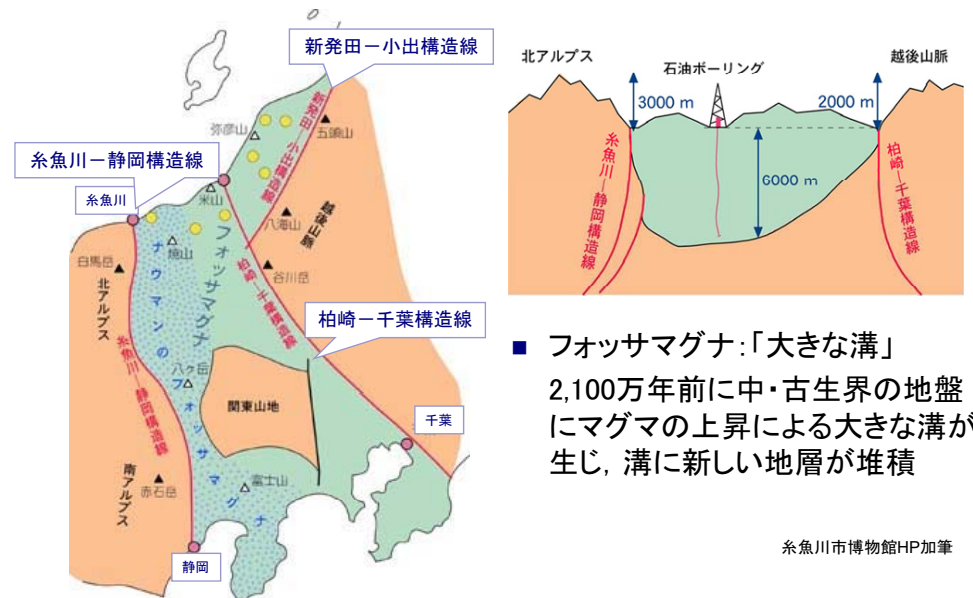 新発田－小出構造線
新発田―小出構造線
弥彦山
五頭山
糸魚川－静岡構造線
糸魚川
米山
八海山
越後山脈
焼山
フォッサマグナ
白馬岳
北アルプス
谷川岳
柏崎―千葉構造線
ナウマンのフォッサマグナ
柏崎－千葉構造線
糸魚川―静岡構造線
八ヶ岳
関東山地
千葉
南アルプス
赤石岳
富士山
静岡
北アルプス
石油ボーリング
越後山脈
3000 m
2000 m
糸魚川―静岡構造線
6000 m
柏崎―千葉構造線
■ フォッサマグナ:「大きな溝」
2,100万年前に中・古生界の地盤
にマグマの上昇による大きな溝が
生じ，溝に新しい地層が堆積
糸魚川市博物館HP加筆